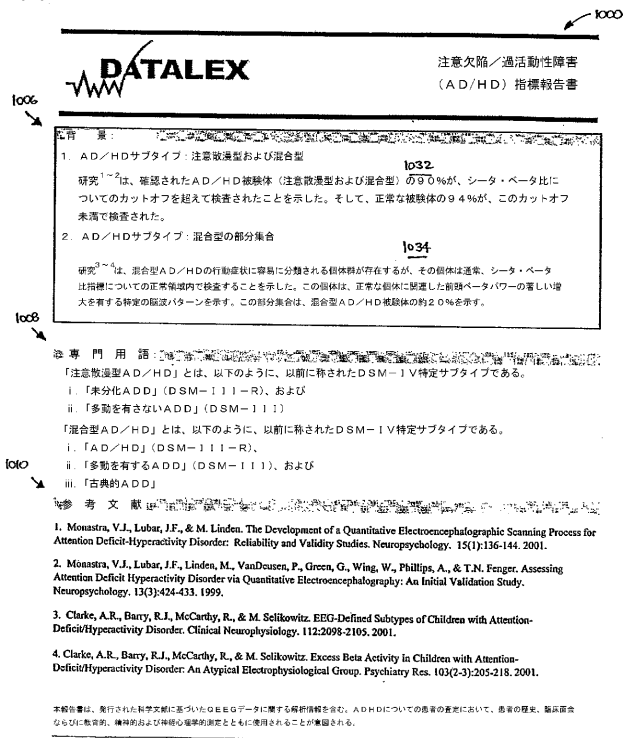 1000
DATALEX
注意欠陥／過活動性障害
（ＡＤ／ＨＤ）指標報告書
1006
背　景：
１．ＡＤ／ＨＤサブタイプ：注意散漫型および混合型
1032
研究１～２は、確認されたＡＤ／ＨＤ被験体（注意散漫型および混合型）の９０％が、シータ・ベータ比に
ついてのカットオフを超えて検査されたことを示した。そして、正常な被験体の９４％が、このカットオフ
未満で検査された。
２．ＡＤ／ＨＤサブタイプ：混合型の部分集合
1034
研究３～４は、混合型ＡＤ／ＨＤの行動症状に容易に分類される個体群が存在するが、その個体は通常、シータ・ベータ
比指標についての正常領域内で検査することを示した。この個体は、正常な個体に関連した前頭ベータパワーの著しい増
大を有する特定の脳波パターンを示す。この部分集合は、混合型ＡＤ／ＨＤ被験体の約２０％を示す。
1008
専門用語：
「注意散漫型ＡＤ／ＨＤ」とは、以下のように、以前に称されたＤＳＭ－ＩＶ特定サブタイプである。
ｉ．「未分化ＡＤＤ」（ＤＳＭ－ＩＩＩ－Ｒ）、および
ii．「多動を有さないＡＤＤ」（ＤＳＭ－ＩＩＩ）
「混合型ＡＤ／ＨＤ」とは、以下のように、以前に称されたＤＳＭ－ＩＶ特定サブタイプである。
ｉ．「ＡＤ／ＨＤ」（ＤＳＭ－ＩＩＩ－Ｒ）、
ii．「多動を有するＡＤＤ」（ＤＳＭ－ＩＩＩ）、および
iii．「古典的ＡＤＤ」
1010
参考文献
1. Monastra, V.J., Lubar, J.F., & M. Linden. The Development of a Quantitative Electroencephalographic Scanning Process for
Attention Deficit-Hyperactivity Disorder: Reliability and Validity Studies. Neuropsychology. 15(1):136-144. 2001.
2. Monastra, V.J., Lubar, J.F., Linden, M., VanDeusen, P., Green, G., Wing, W., Phillips, A., & T.N. Fenger. Assessing
Attention Deficit Hyperactivity Disorder via Quantitative Electroencephalography: An Initial Validation Study.
Neuropsychology. 13(3):424-433. 1999.
3. Clarke, A.R., Barry, R.J., McCarthy, R., & M. Selikowitz. EEG-Defined Subtypes of Children with Attention-
Deficit/Hyperactivity Disorder. Clinical Neurophysiology. 112:2098-2105. 2001.
4. Clarke, A.R., Barry, R.J., McCarthy, R., & M. Selikowitz. Excess Beta Activity in Children with Attention-
Deficit/Hyperactivity Disorder: An Atypical Electrophysiological Group. Psychiatry Res. 103(2-3):205-218. 2001.
本報告書は、発行された科学文献に基づいたＱＥＥＧデータに関する解析情報を含む。ＡＤＨＤについての患者の査定において、患者の歴史、臨床面会
ならびに教育的、精神的および神経心理学的測定とともに使用されることが意図される。